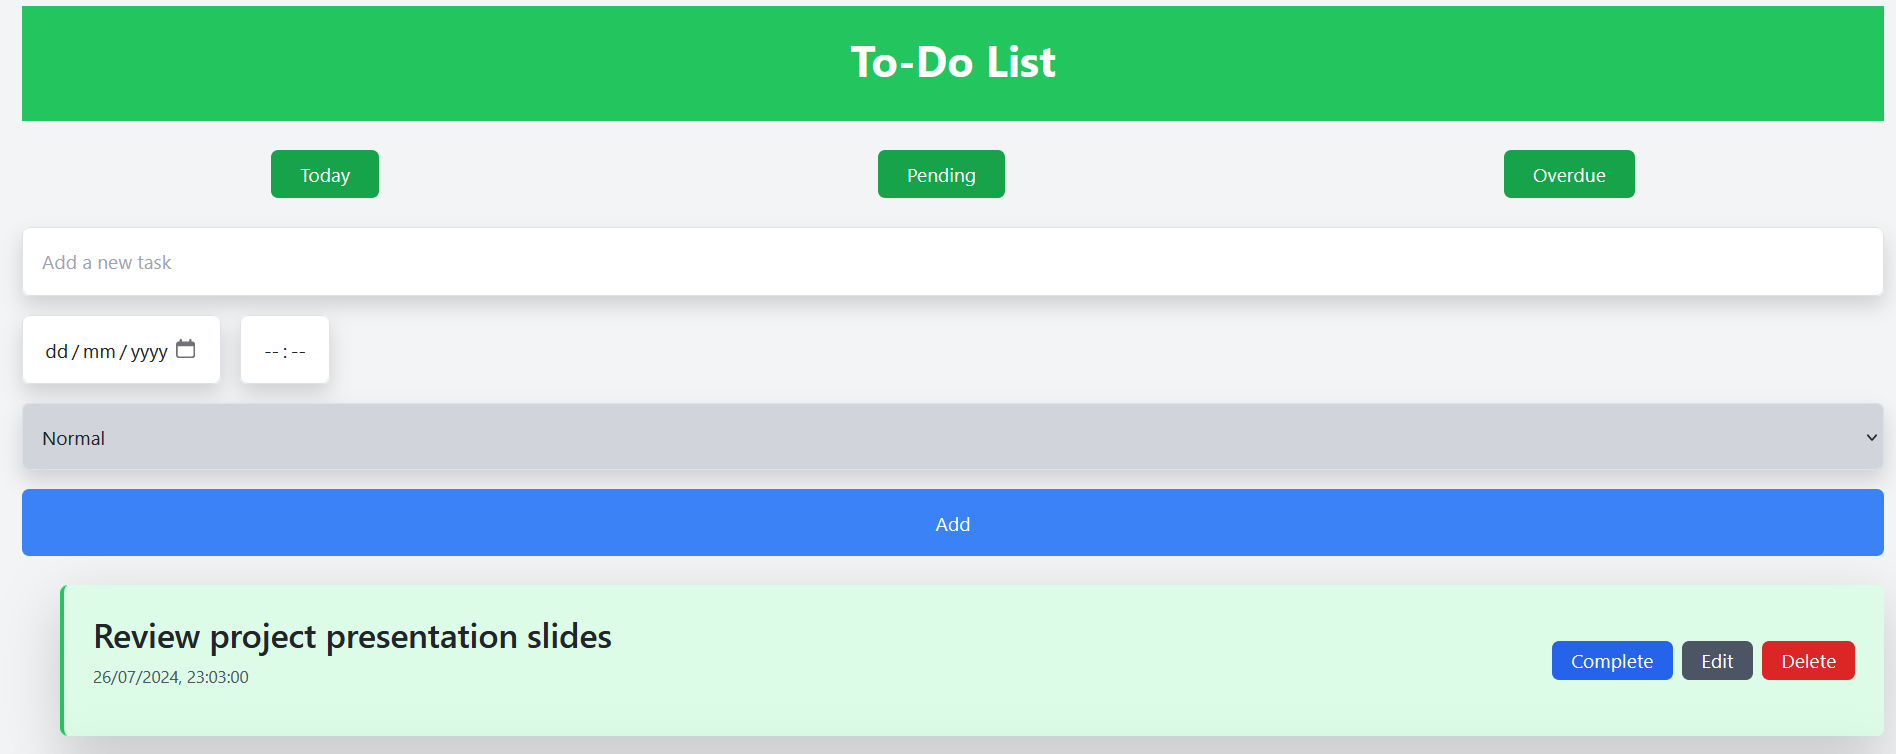 To-Do List
Today Pending Overdue
Add a new task
dd/mm/yyyy --:--
Normal
Add
Review project presentation slides
26/07/2024, 23:03:00
Complete Edit Delete